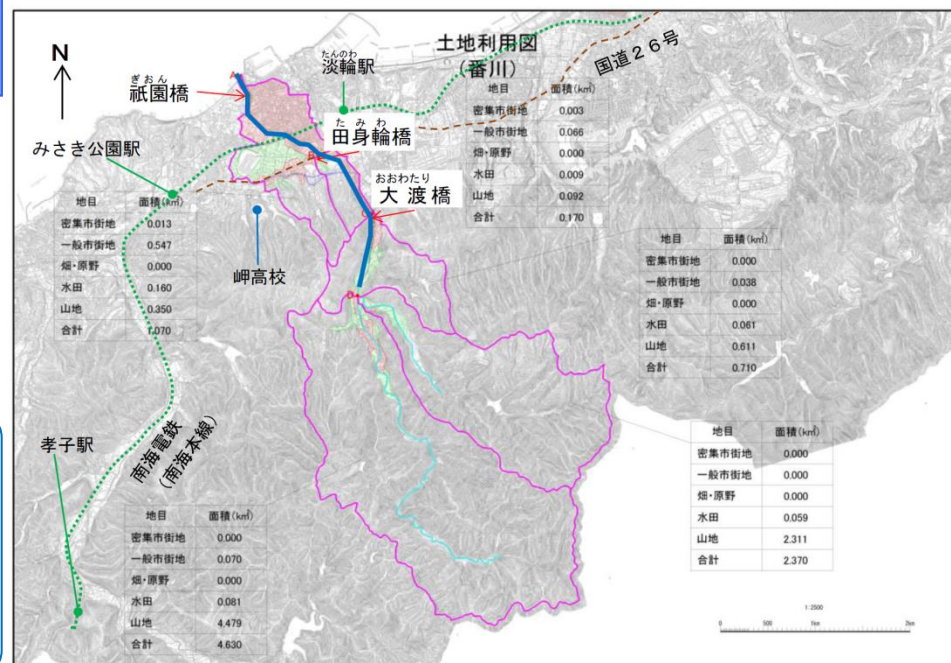 土地利用図
(番川)
国道26号
N
ぎおん
祇園橋
たんのわ
淡輪駅
たみわ
田身輪橋
みさき公園駅
おおわたり
大渡橋
岬高校
孝子駅
南海電鉄
(南海本線)
地目 面積(km²)
密集市街地 0.003
一般市街地 0.066
畑・原野 0.000
水田 0.009
山地 0.092
合計 0.170
地目 面積(km²)
密集市街地 0.013
一般市街地 0.547
畑・原野 0.000
水田 0.160
山地 0.350
合計 1.070
地目 面積(km²)
密集市街地 0.000
一般市街地 0.038
畑・原野 0.000
水田 0.061
山地 0.611
合計 0.710
地目 面積(km²)
密集市街地 0.000
一般市街地 0.000
畑・原野 0.000
水田 0.059
山地 2.311
合計 2.370
地目 面積(km²)
密集市街地 0.000
一般市街地 0.070
畑・原野 0.000
水田 0.081
山地 4.479
合計 4.630
1:2500
0 500 1km 2km